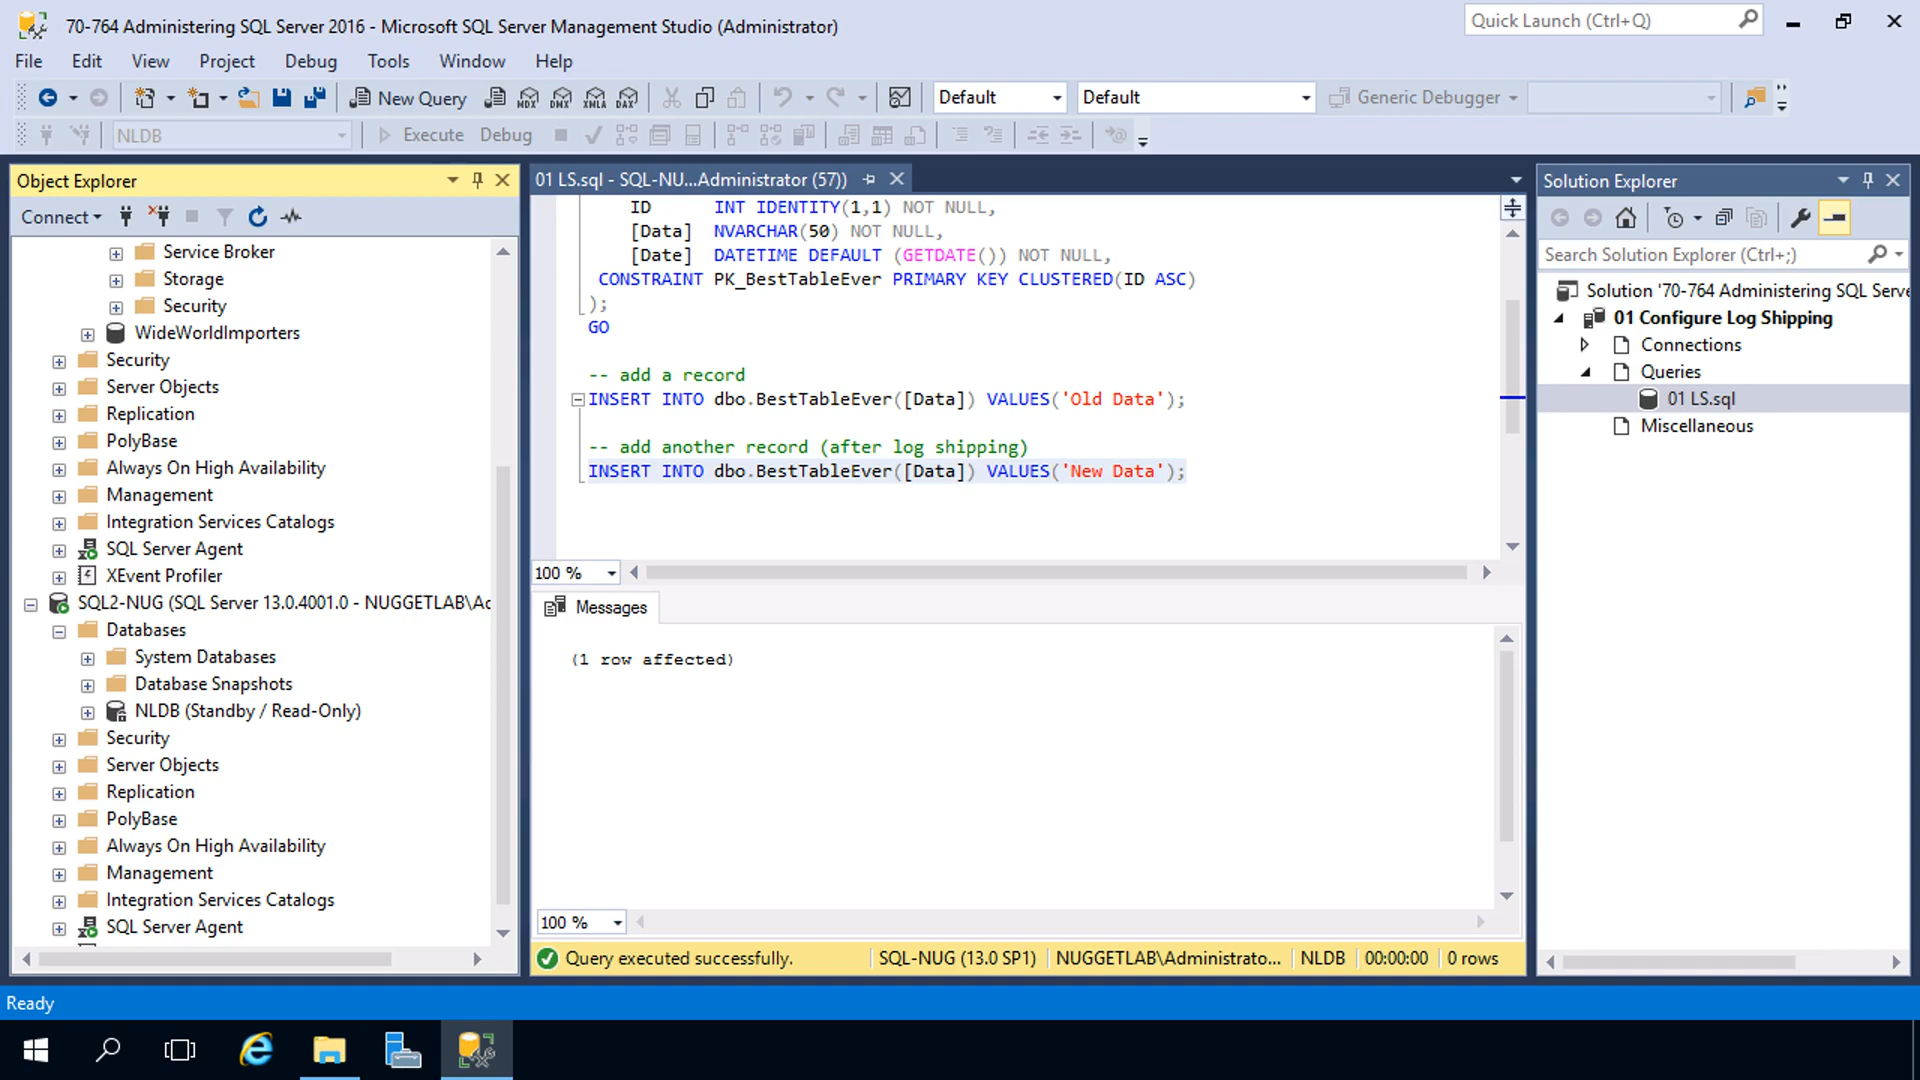 70-764 Administering SQL Server 2016 - Microsoft SQL Server Management Studio (Administrator)
Quick Launch (Ctrl+Q)
File Edit View Project Debug Tools Window Help
New Query MDX DMX XMLA DAX Default Default Generic Debugger
NLDB Execute Debug
Object Explorer
Connect
Service Broker
Storage
Security
WideWorldImporters
Security
Server Objects
Replication
PolyBase
Always On High Availability
Management
Integration Services Catalogs
SQL Server Agent
XEvent Profiler
SQL2-NUG (SQL Server 13.0.4001.0 - NUGGETLAB\Ac
Databases
System Databases
Database Snapshots
NLDB (Standby / Read-Only)
Security
Server Objects
Replication
PolyBase
Always On High Availability
Management
Integration Services Catalogs
SQL Server Agent
01 LS.sql - SQL-NU...Administrator (57))
ID INT IDENTITY(1,1) NOT NULL,
[Data] NVARCHAR(50) NOT NULL,
[Date] DATETIME DEFAULT (GETDATE()) NOT NULL,
CONSTRAINT PK_BestTableEver PRIMARY KEY CLUSTERED(ID ASC)
);
GO
-- add a record
INSERT INTO dbo.BestTableEver([Data]) VALUES('Old Data');
-- add another record (after log shipping)
INSERT INTO dbo.BestTableEver([Data]) VALUES('New Data');
100 %
Messages
(1 row affected)
100 %
Query executed successfully. SQL-NUG (13.0 SP1) NUGGETLAB\Administrato... NLDB 00:00:00 0 rows
Solution Explorer
Search Solution Explorer (Ctrl+;)
Solution '70-764 Administering SQL Serve
01 Configure Log Shipping
Connections
Queries
01 LS.sql
Miscellaneous
Ready